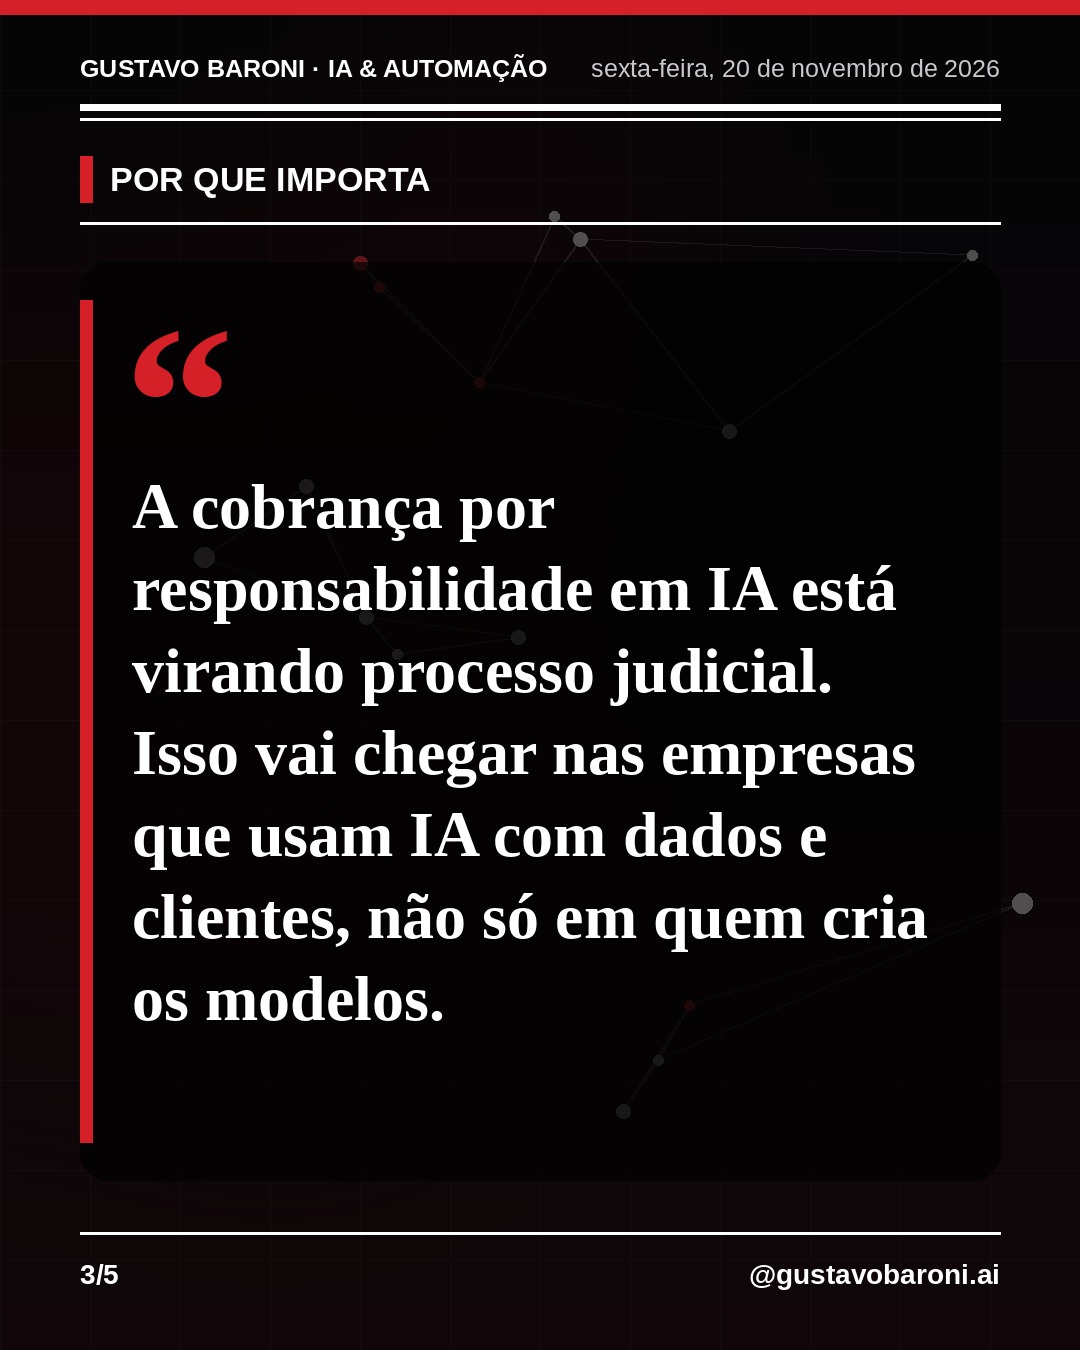 GUSTAVO BARONI · IA & AUTOMAÇÃO
sexta-feira, 20 de novembro de 2026
POR QUE IMPORTA
“
A cobrança por
responsabilidade em IA está
virando processo judicial.
Isso vai chegar nas empresas
que usam IA com dados e
clientes, não só em quem cria
os modelos.
3/5
@gustavobaroni.ai